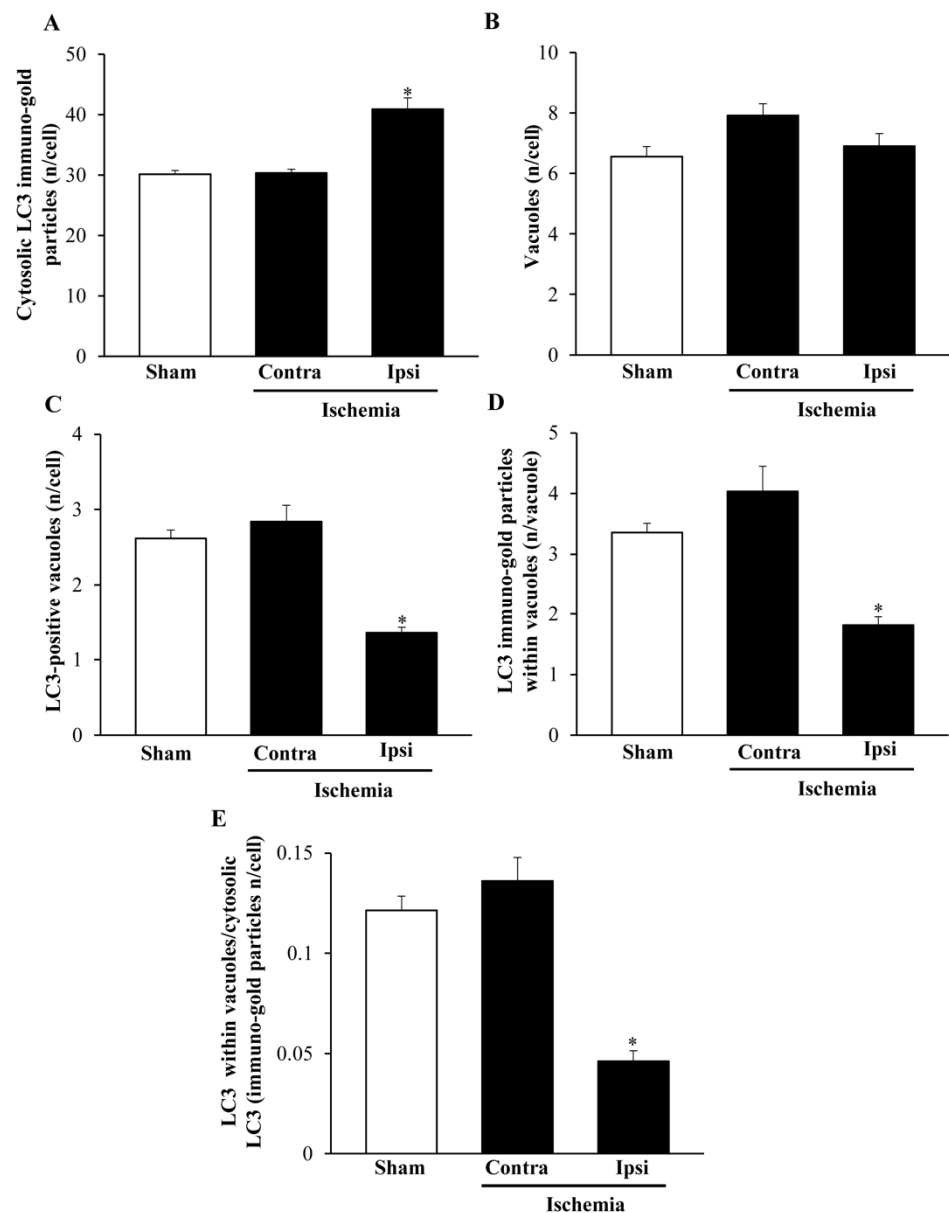 A
Cytosolic LC3 immuno-gold
particles (n/cell)
50
40
30
20
10
0
*
Sham
Contra
Ipsi
Ischemia
B
Vacuoles (n/cell)
10
8
6
4
2
0
Sham
Contra
Ipsi
Ischemia
C
LC3-positive vacuoles (n/cell)
4
3
2
1
0
*
Sham
Contra
Ipsi
Ischemia
D
LC3 immuno-gold particles
within vacuoles (n/vacuole)
5
4
3
2
1
0
*
Sham
Contra
Ipsi
Ischemia
E
LC3 within vacuoles/cytosolic
LC3 (immuno-gold particles n/cell)
0.15
0.1
0.05
0
*
Sham
Contra
Ipsi
Ischemia